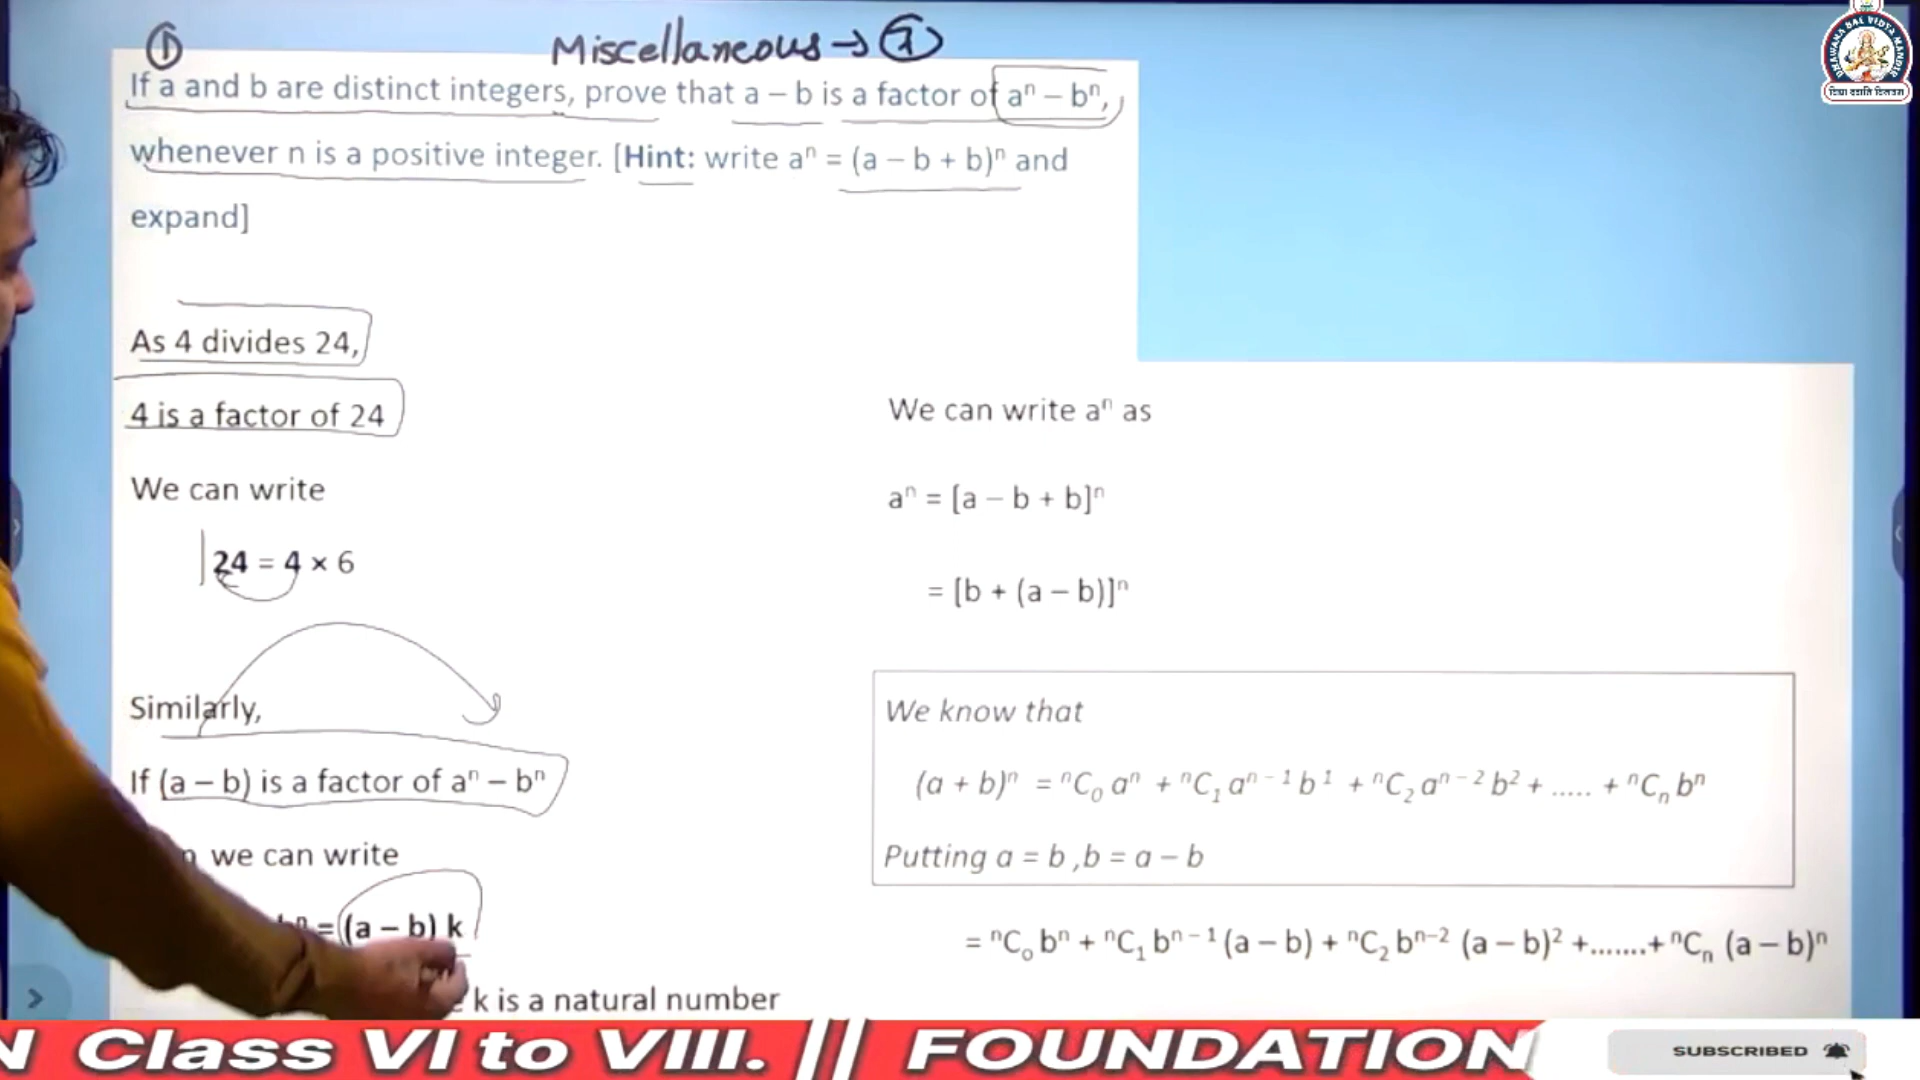 ① Miscellaneous → ②
If a and b are distinct integers, prove that a – b is a factor of aⁿ – bⁿ,
whenever n is a positive integer. [Hint: write aⁿ = (a – b + b)ⁿ and
expand]
As 4 divides 24,
4 is a factor of 24
We can write
24 = 4 × 6
Similarly,
If (a – b) is a factor of aⁿ – bⁿ
we can write
= (a – b) k
k is a natural number
We can write aⁿ as
aⁿ = [a – b + b]ⁿ
= [b + (a – b)]ⁿ
We know that
(a + b)ⁿ = ⁿC₀ aⁿ + ⁿC₁ aⁿ ⁻ ¹ b¹ + ⁿC₂ aⁿ ⁻ ² b² + ..... + ⁿCₙ bⁿ
Putting a = b ,b = a – b
= ⁿC₀ bⁿ + ⁿC₁ bⁿ ⁻ ¹ (a – b) + ⁿC₂ bⁿ⁻² (a – b)² +.......+ ⁿCₙ (a – b)ⁿ
N Class VI to VIII. || FOUNDATION
SUBSCRIBED